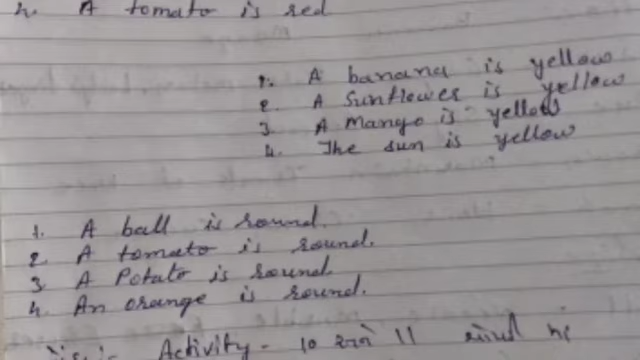 4. A tomato is red
1. A banana is yellow
2. A Sunflower is yellow
3. A Mango is yellow
4. The sun is yellow
1. A ball is round.
2. A tomato is round.
3. A Potato is round.
4. An orange is round.
Activity - 10 11